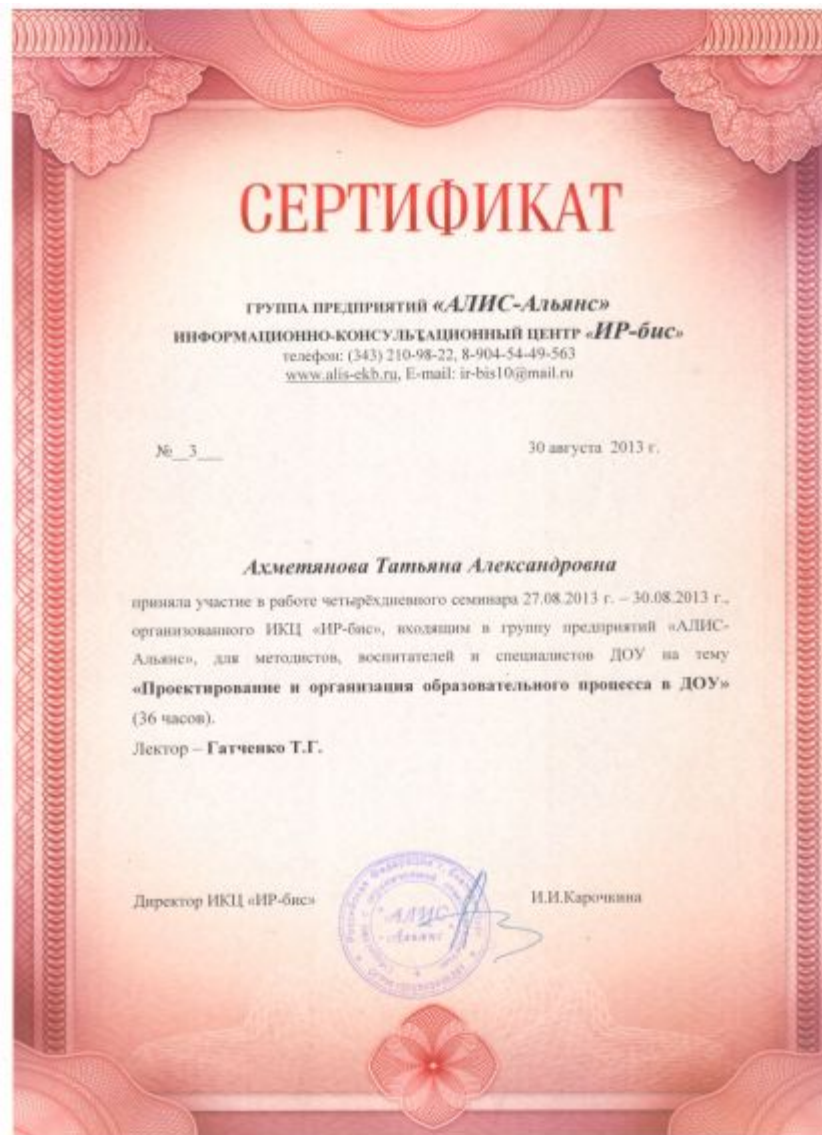 СЕРТИФИКАТ
ГРУППА ПРЕДПРИЯТИЙ «АЛИС-Альянс»
ИНФОРМАЦИОННО-КОНСУЛЬТАЦИОННЫЙ ЦЕНТР «ИР-бис»
телефон: (343) 210-98-22, 8-904-54-49-563
www.alis-ekb.ru, E-mail: ir-bis10@mail.ru
№__3___ 30 августа 2013 г.
Ахметянова Татьяна Александровна
приняла участие в работе четырёхдневного семинара 27.08.2013 г. – 30.08.2013 г.,
организованного ИКЦ «ИР-бис», входящим в группу предприятий «АЛИС-
Альянс», для методистов, воспитателей и специалистов ДОУ на тему
«Проектирование и организация образовательного процесса в ДОУ»
(36 часов).
Лектор – Гатченко Т.Г.
Директор ИКЦ «ИР-бис» И.И.Карочкина
Российская Федерация г.
АЛИС
Альянс